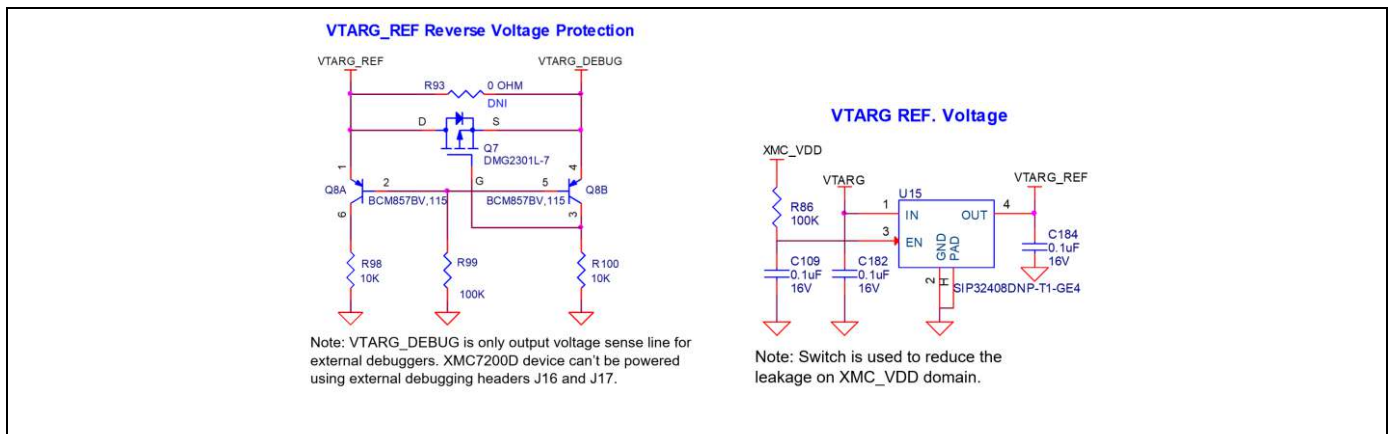 VTARG_REF Reverse Voltage Protection
VTARG_REF
VTARG_DEBUG
R93
0 OHM
DNI
D
S
Q7
DMG2301L-7
G
1
4
Q8A
2
5
Q8B
BCM857BV,115
BCM857BV,115
6
3
R98
10K
R99
100K
R100
10K
Note: VTARG_DEBUG is only output voltage sense line for
external debuggers. XMC7200D device can't be powered
using external debugging headers J16 and J17.
VTARG REF. Voltage
XMC_VDD
VTARG
VTARG_REF
U15
R86
100K
1
IN
OUT
4
3
EN
GND
PAD
C184
0.1uF
16V
C109
0.1uF
16V
C182
0.1uF
16V
2
H
SIP32408DNP-T1-GE4
Note: Switch is used to reduce the
leakage on XMC_VDD domain.